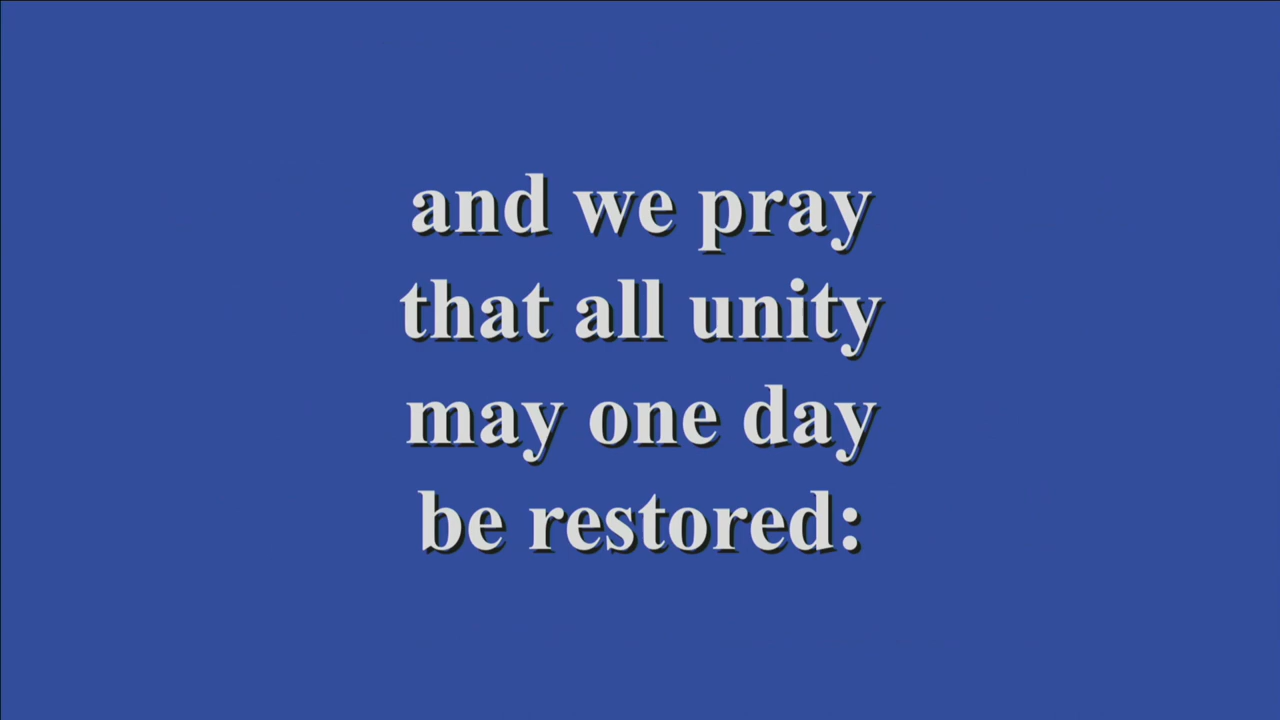 and we pray
that all unity
may one day
be restored: